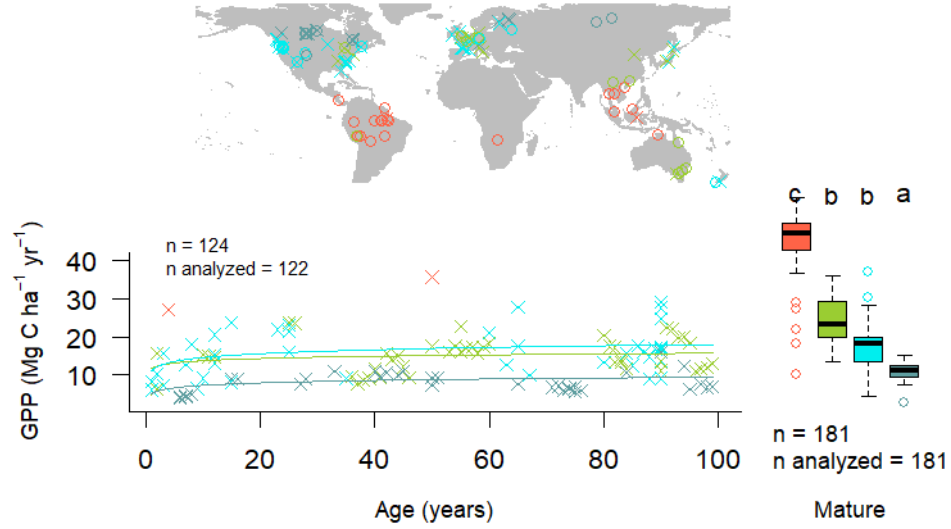 c b b a
n = 124
n analyzed = 122
GPP (Mg C ha⁻¹ yr⁻¹)
40
30
20
10
0 20 40 60 80 100
Age (years)
n = 181
n analyzed = 181
Mature